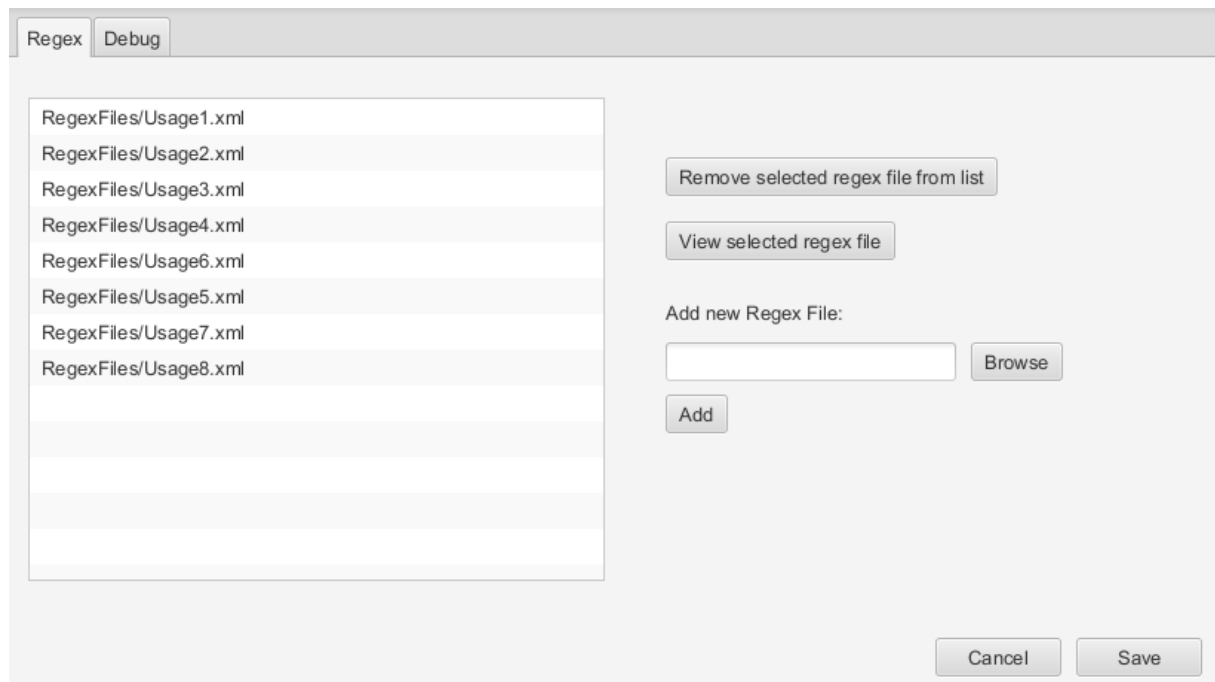 Regex Debug
RegexFiles/Usage1.xml
RegexFiles/Usage2.xml
RegexFiles/Usage3.xml
RegexFiles/Usage4.xml
RegexFiles/Usage6.xml
RegexFiles/Usage5.xml
RegexFiles/Usage7.xml
RegexFiles/Usage8.xml
Remove selected regex file from list
View selected regex file
Add new Regex File:
Browse
Add
Cancel Save